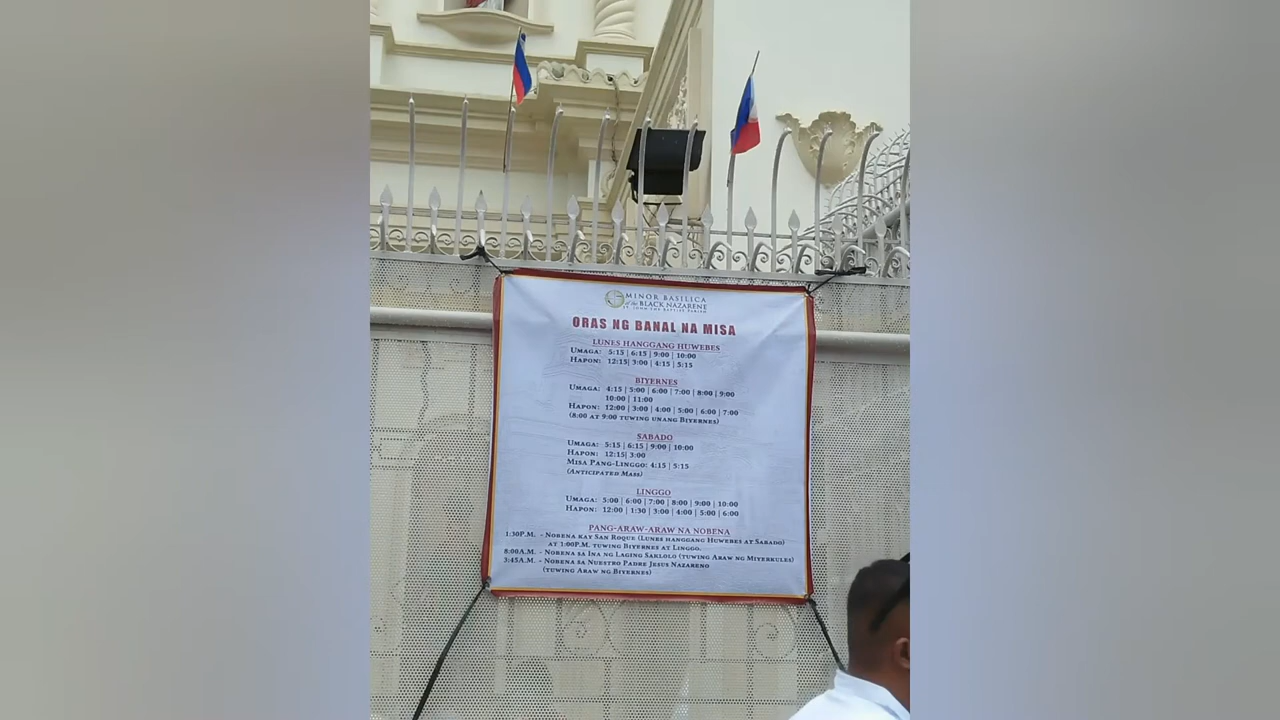 MINOR BASILICA
of the BLACK NAZARENE
ST. JOHN THE BAPTIST PARISH
ORAS NG BANAL NA MISA
LUNES HANGGANG HUWEBES
UMAGA: 5:15 | 6:15 | 9:00 | 10:00
HAPON: 12:15| 3:00 | 4:15 | 5:15
BIYERNES
UMAGA: 4:15 | 5:00 | 6:00 | 7:00 | 8:00 | 9:00
10:00 | 11:00
HAPON: 12:00 | 3:00 | 4:00 | 5:00 | 6:00 | 7:00
(8:00 AT 9:00 TUWING UNANG BIYERNES)
SABADO
UMAGA: 5:15 | 6:15 | 9:00 | 10:00
HAPON: 12:15| 3:00
MISA PANG-LINGGO: 4:15 | 5:15
(ANTICIPATED MASS)
LINGGO
UMAGA: 5:00 | 6:00 | 7:00 | 8:00 | 9:00 | 10:00
HAPON: 12:00 | 1:30 | 3:00 | 4:00 | 5:00 | 6:00
PANG-ARAW-ARAW NA NOBENA
1:30P.M. - NOBENA KAY SAN ROQUE (LUNES HANGGANG HUWEBES AT SABADO)
AT 1:00P.M. TUWING BIYERNES AT LINGGO.
8:00A.M. - NOBENA SA INA NG LAGING SAKLOLO (TUWING ARAW NG MIYERKULES)
3:45A.M. - NOBENA SA NUESTRO PADRE JESUS NAZARENO
(TUWING ARAW NG BIYERNES)